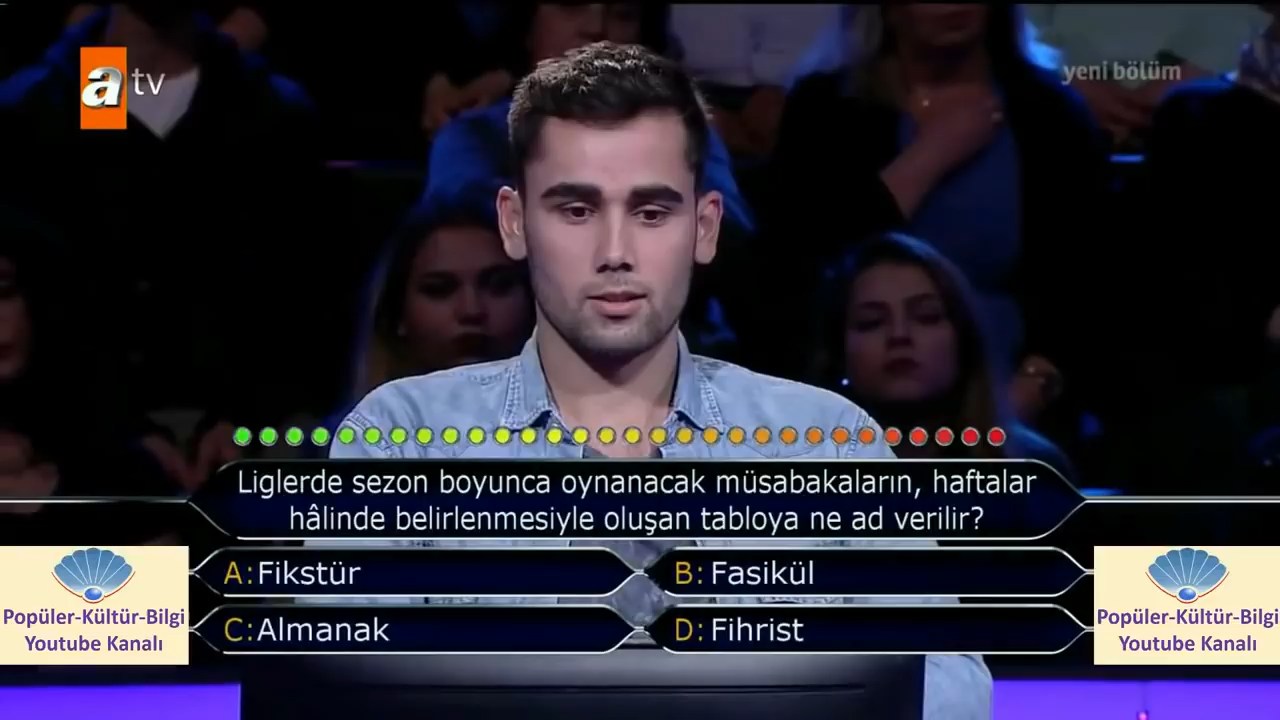 a tv
yeni bölüm
Liglerde sezon boyunca oynanacak müsabakaların, haftalar
hâlinde belirlenmesiyle oluşan tabloya ne ad verilir?
A: Fikstür
B: Fasikül
C: Almanak
D: Fihrist
Popüler-Kültür-Bilgi
Youtube Kanalı
Popüler-Kültür-Bilgi
Youtube Kanalı